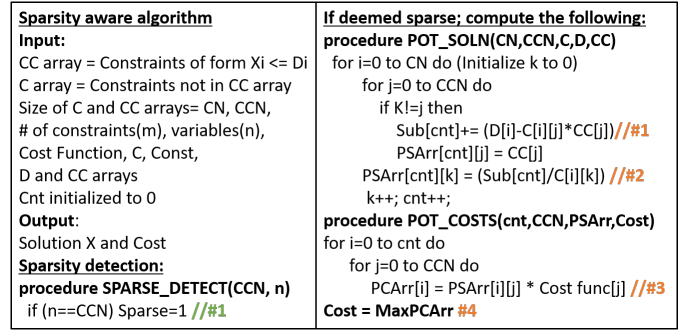 Sparsity aware algorithm
Input:
CC array = Constraints of form Xi <= Di
C array = Constraints not in CC array
Size of C and CC arrays= CN, CCN,
# of constraints(m), variables(n),
Cost Function, C, Const,
D and CC arrays
Cnt initialized to 0
Output:
Solution X and Cost
Sparsity detection:
procedure SPARSE_DETECT(CCN, n)
if (n==CCN) Sparse=1 //#1
If deemed sparse; compute the following:
procedure POT_SOLN(CN,CCN,C,D,CC)
for i=0 to CN do (Initialize k to 0)
for j=0 to CCN do
if K!=j then
Sub[cnt]+= (D[i]-C[i][j]*CC[j])//#1
PSArr[cnt][j] = CC[j]
PSArr[cnt][k] = (Sub[cnt]/C[i][k]) //#2
k++; cnt++;
procedure POT_COSTS(cnt,CCN,PSArr,Cost)
for i=0 to cnt do
for j=0 to CCN do
PCArr[i] = PSArr[i][j] * Cost func[j] //#3
Cost = MaxPCArr #4